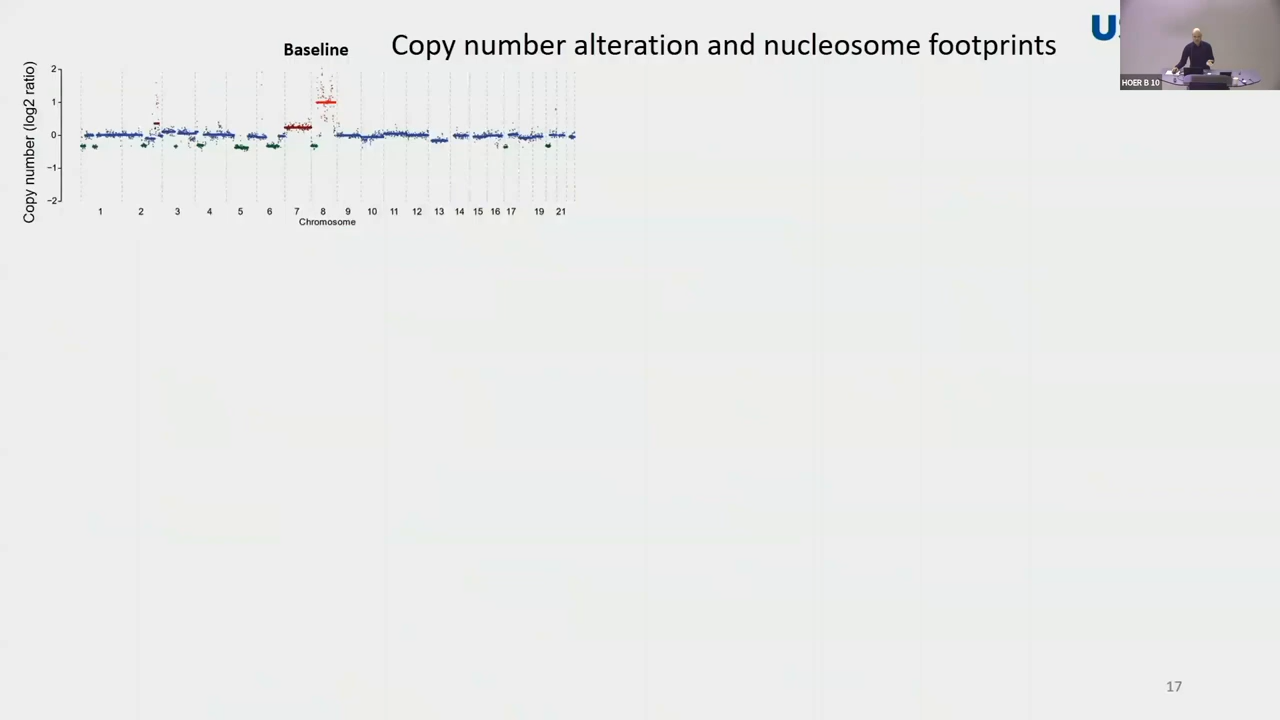 Baseline
Copy number alteration and nucleosome footprints
US
HOER B 10
Copy number (log2 ratio)
2
1
0
−1
−2
1 2 3 4 5 6 7 8 9 10 11 12 13 14 15 16 17 19 21
Chromosome
17